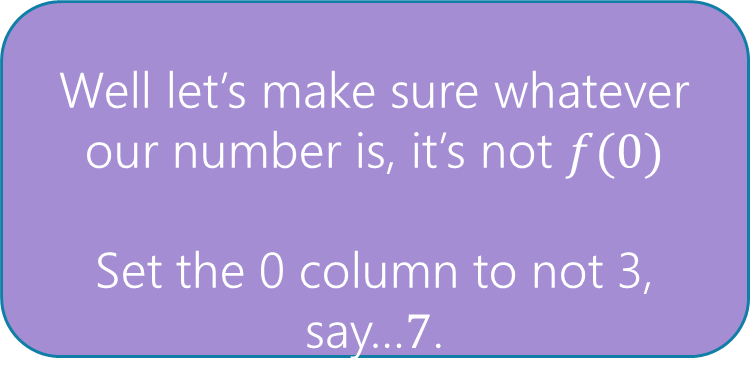 Well let’s make sure whatever
our number is, it’s not 𝑓(0)
Set the 0 column to not 3,
say…7.